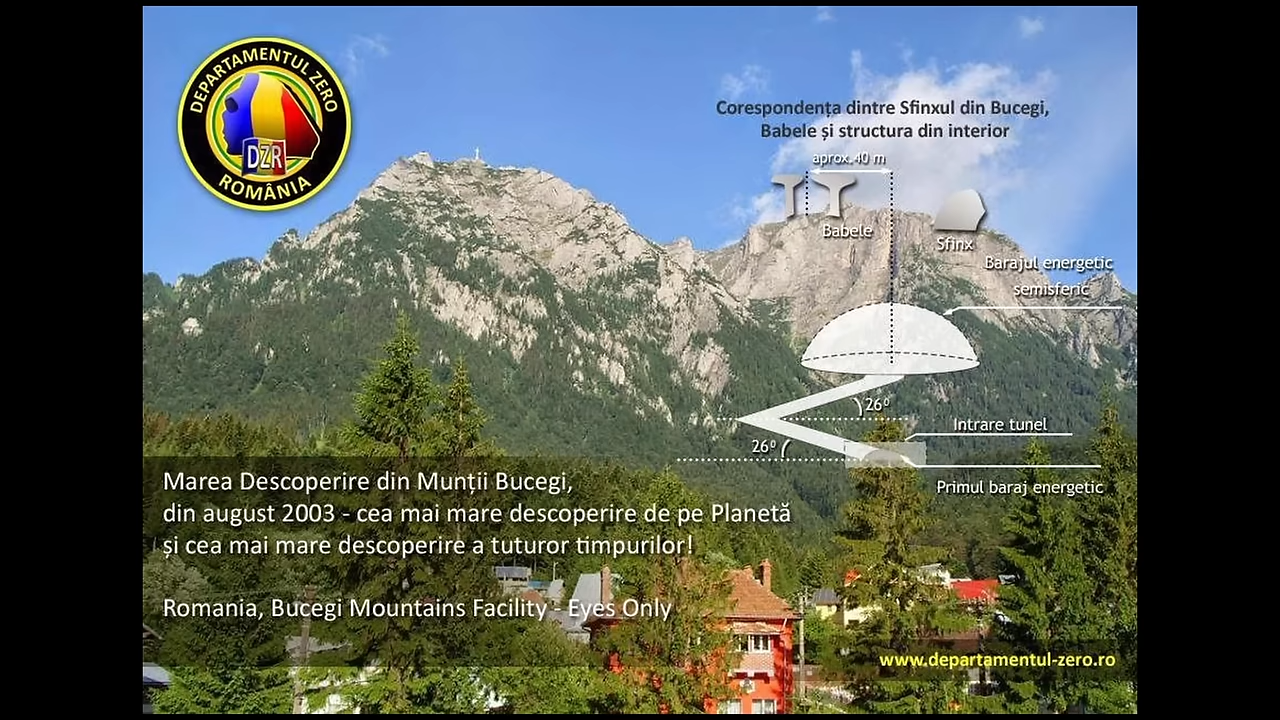 DEPARTAMENTUL ZERO
DZR
ROMÂNIA
Corespondența dintre Sfinxul din Bucegi,
Babele și structura din interior
aprox. 40 m
Babele
Sfinx
Barajul energetic
semisferic
26º
Intrare tunel
26º
Primul baraj energetic
Marea Descoperire din Munții Bucegi,
din august 2003 - cea mai mare descoperire de pe Planetă
și cea mai mare descoperire a tuturor timpurilor!
Romania, Bucegi Mountains Facility - Eyes Only
www.departamentul-zero.ro